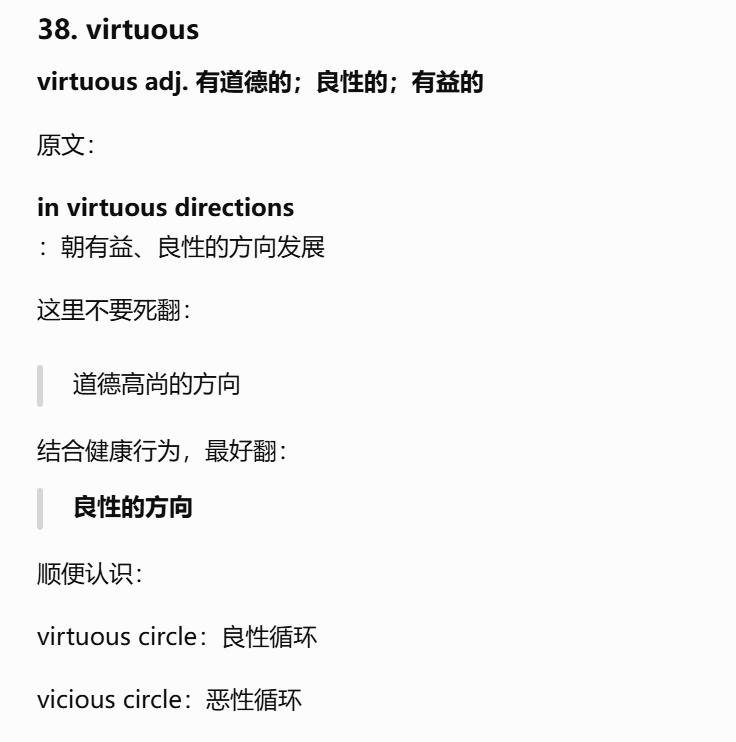 38. virtuous
virtuous adj. 有道德的；良性的；有益的
原文：
in virtuous directions
：朝有益、良性的方向发展
这里不要死翻：
道德高尚的方向
结合健康行为，最好翻：
良性的方向
顺便认识：
virtuous circle：良性循环
vicious circle：恶性循环